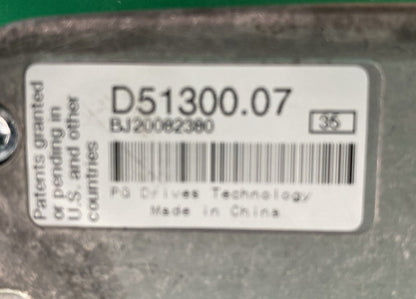 Patents granted
or pending in
U.S. and other
countries
D51300.07
BJ20082380
35
PG Drives Technology
Made in China